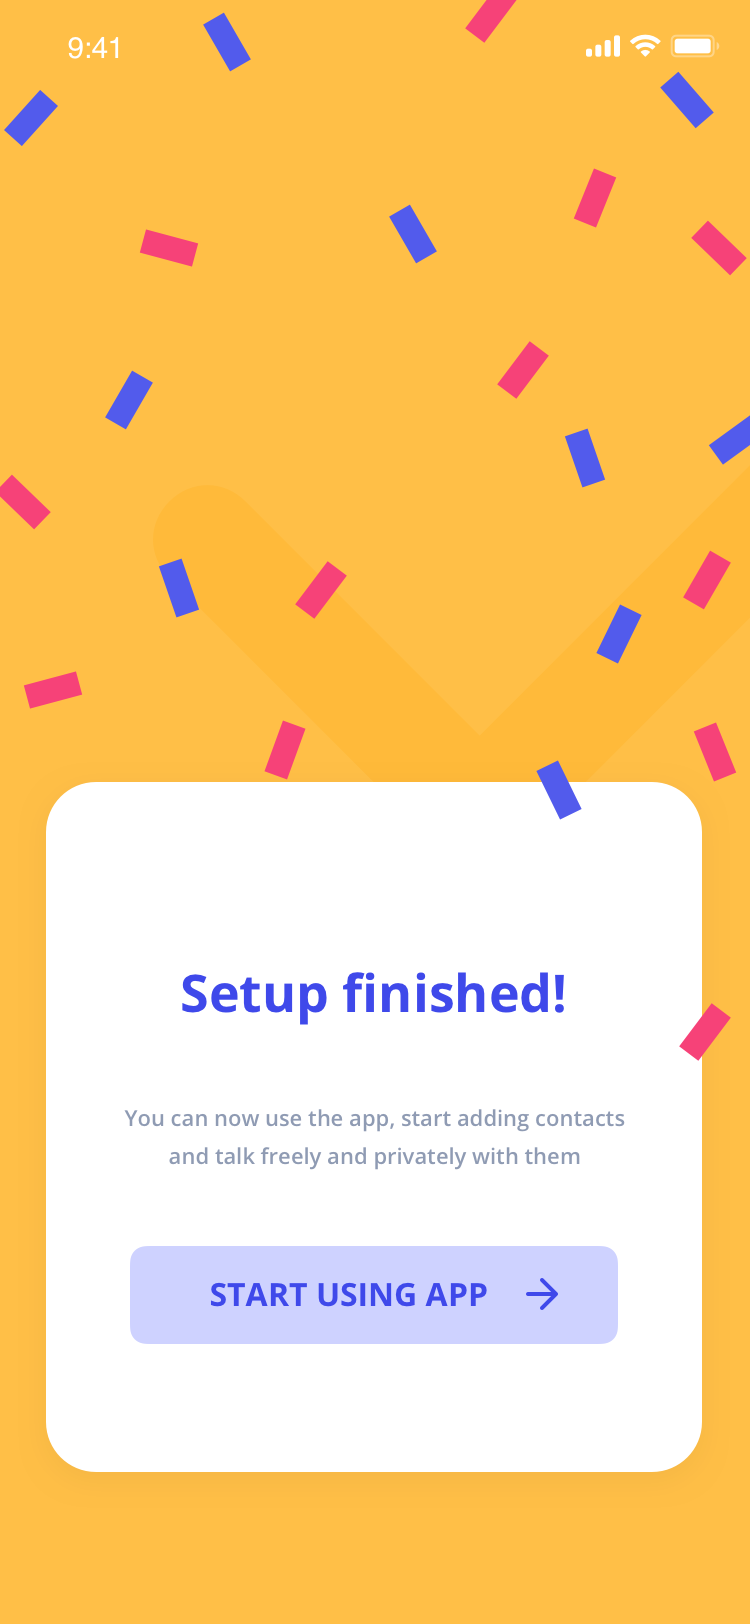 9:41
Setup finished!
You can now use the app, start adding contacts
and talk freely and privately with them
START USING APP